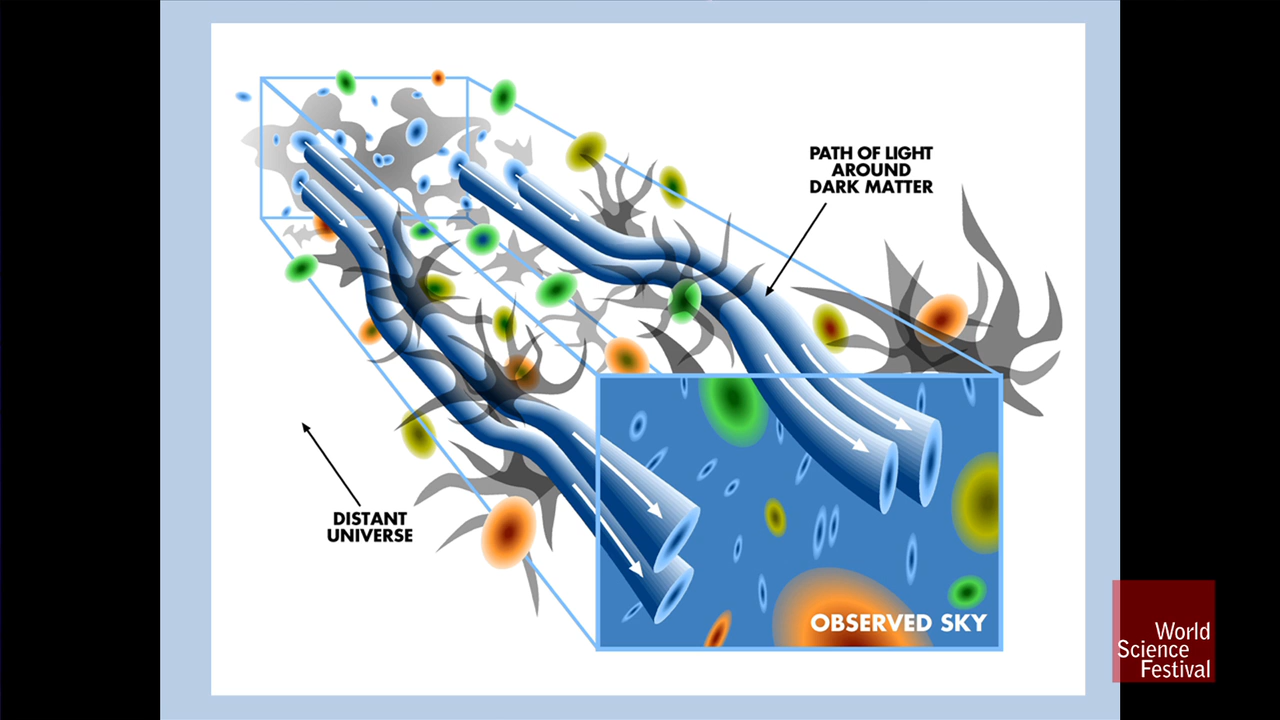 PATH OF LIGHT
AROUND
DARK MATTER
DISTANT
UNIVERSE
OBSERVED SKY
World
Science
Festival